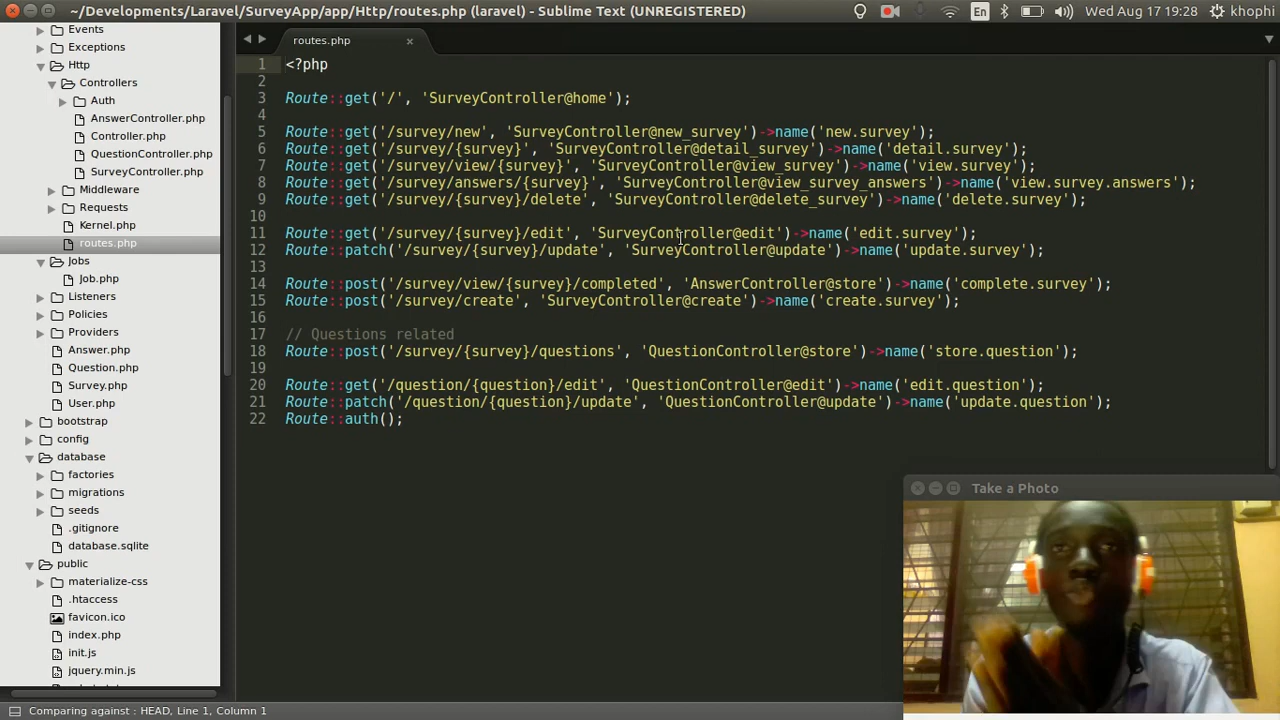 ~/Developments/Laravel/SurveyApp/app/Http/routes.php (laravel) - Sublime Text (UNREGISTERED)
En
Wed Aug 17 19:28
khophi
Events
Exceptions
Http
Controllers
Auth
AnswerController.php
Controller.php
QuestionController.php
SurveyController.php
Middleware
Requests
Kernel.php
routes.php
Jobs
Job.php
Listeners
Policies
Providers
Answer.php
Question.php
Survey.php
User.php
bootstrap
config
database
factories
migrations
seeds
.gitignore
database.sqlite
public
materialize-css
.htaccess
favicon.ico
index.php
init.js
jquery.min.js
routes.php
1 <?php
2
3 Route::get('/', 'SurveyController@home');
4
5 Route::get('/survey/new', 'SurveyController@new_survey')->name('new.survey');
6 Route::get('/survey/{survey}', 'SurveyController@detail_survey')->name('detail.survey');
7 Route::get('/survey/view/{survey}', 'SurveyController@view_survey')->name('view.survey');
8 Route::get('/survey/answers/{survey}', 'SurveyController@view_survey_answers')->name('view.survey.answers');
9 Route::get('/survey/{survey}/delete', 'SurveyController@delete_survey')->name('delete.survey');
10
11 Route::get('/survey/{survey}/edit', 'SurveyController@edit')->name('edit.survey');
12 Route::patch('/survey/{survey}/update', 'SurveyController@update')->name('update.survey');
13
14 Route::post('/survey/view/{survey}/completed', 'AnswerController@store')->name('complete.survey');
15 Route::post('/survey/create', 'SurveyController@create')->name('create.survey');
16
17 // Questions related
18 Route::post('/survey/{survey}/questions', 'QuestionController@store')->name('store.question');
19
20 Route::get('/question/{question}/edit', 'QuestionController@edit')->name('edit.question');
21 Route::patch('/question/{question}/update', 'QuestionController@update')->name('update.question');
22 Route::auth();
Take a Photo
Comparing against : HEAD, Line 1, Column 1